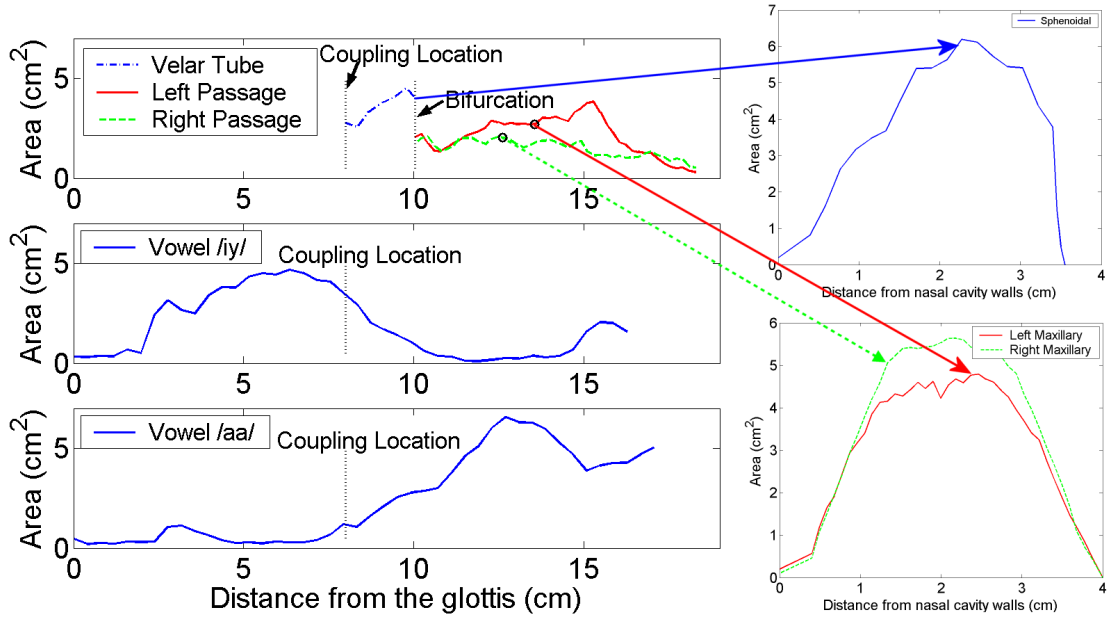 Area (cm²)
5
0
Velar Tube
Left Passage
Right Passage
Coupling Location
Bifurcation
0 5 10 15
Area (cm²)
5
0
Vowel /iy/
Coupling Location
0 5 10 15
Area (cm²)
5
0
Vowel /aa/
Coupling Location
0 5 10 15
Distance from the glottis (cm)
Area (cm²)
7
6
5
4
3
2
1
0
Sphenoidal
0 1 2 3 4
Distance from nasal cavity walls (cm)
Area (cm²)
6
5
4
3
2
1
0
Left Maxillary
Right Maxillary
0 1 2 3 4
Distance from nasal cavity walls (cm)